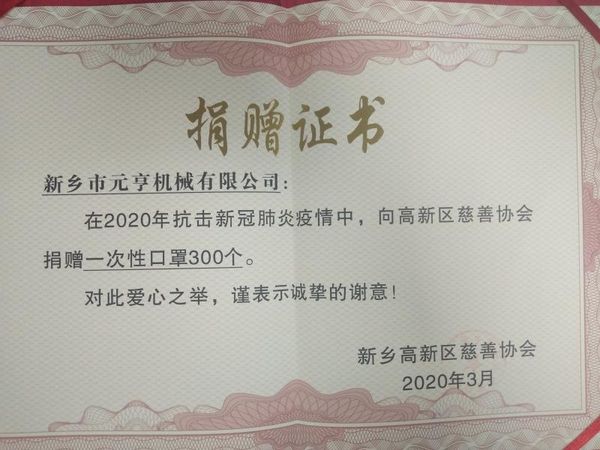 捐赠证书
新乡市元亨机械有限公司：
在2020年抗击新冠肺炎疫情中，向高新区慈善协会
捐赠一次性口罩300个。
对此爱心之举，谨表示诚挚的谢意！
新乡高新区慈善协会
2020年3月